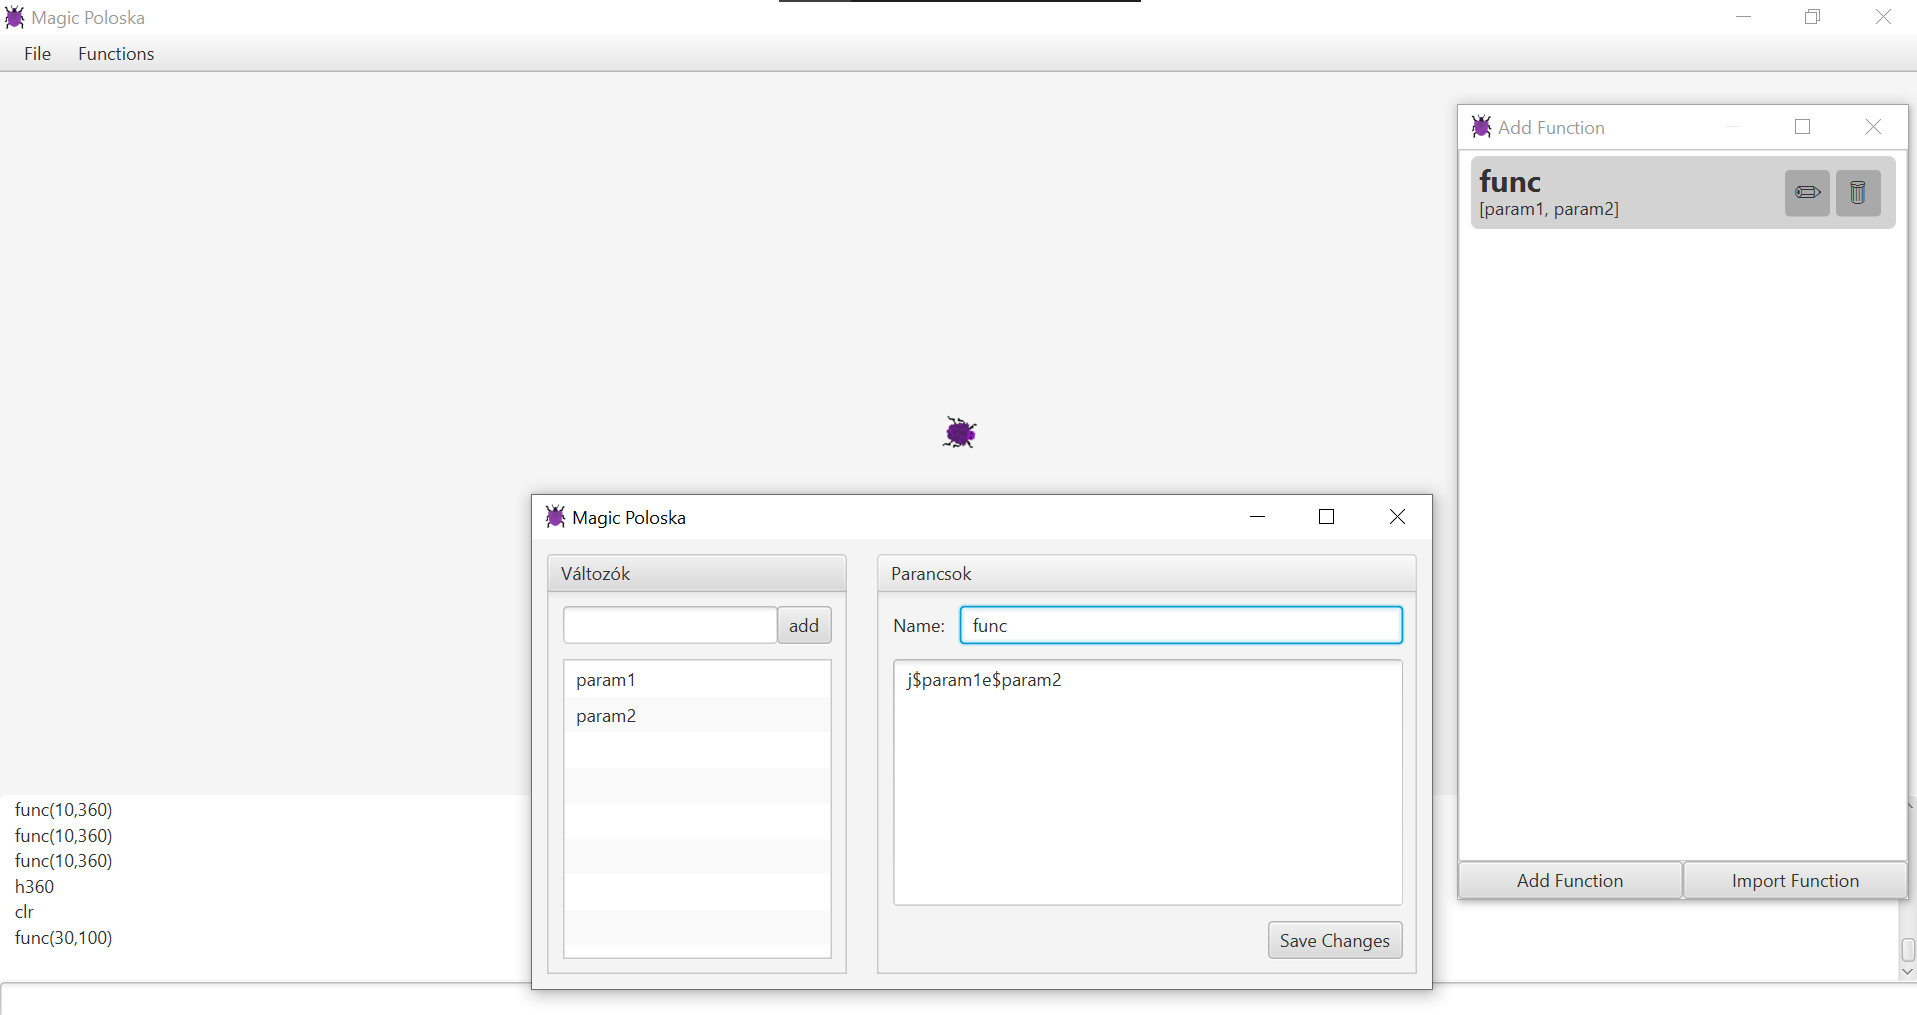 Magic Poloska
File Functions
Add Function
func
[param1, param2]
Magic Poloska
Változók
Parancsok
add
Name: func
param1
param2
j$param1e$param2
Save Changes
func(10,360)
func(10,360)
func(10,360)
h360
clr
func(30,100)
Add Function
Import Function